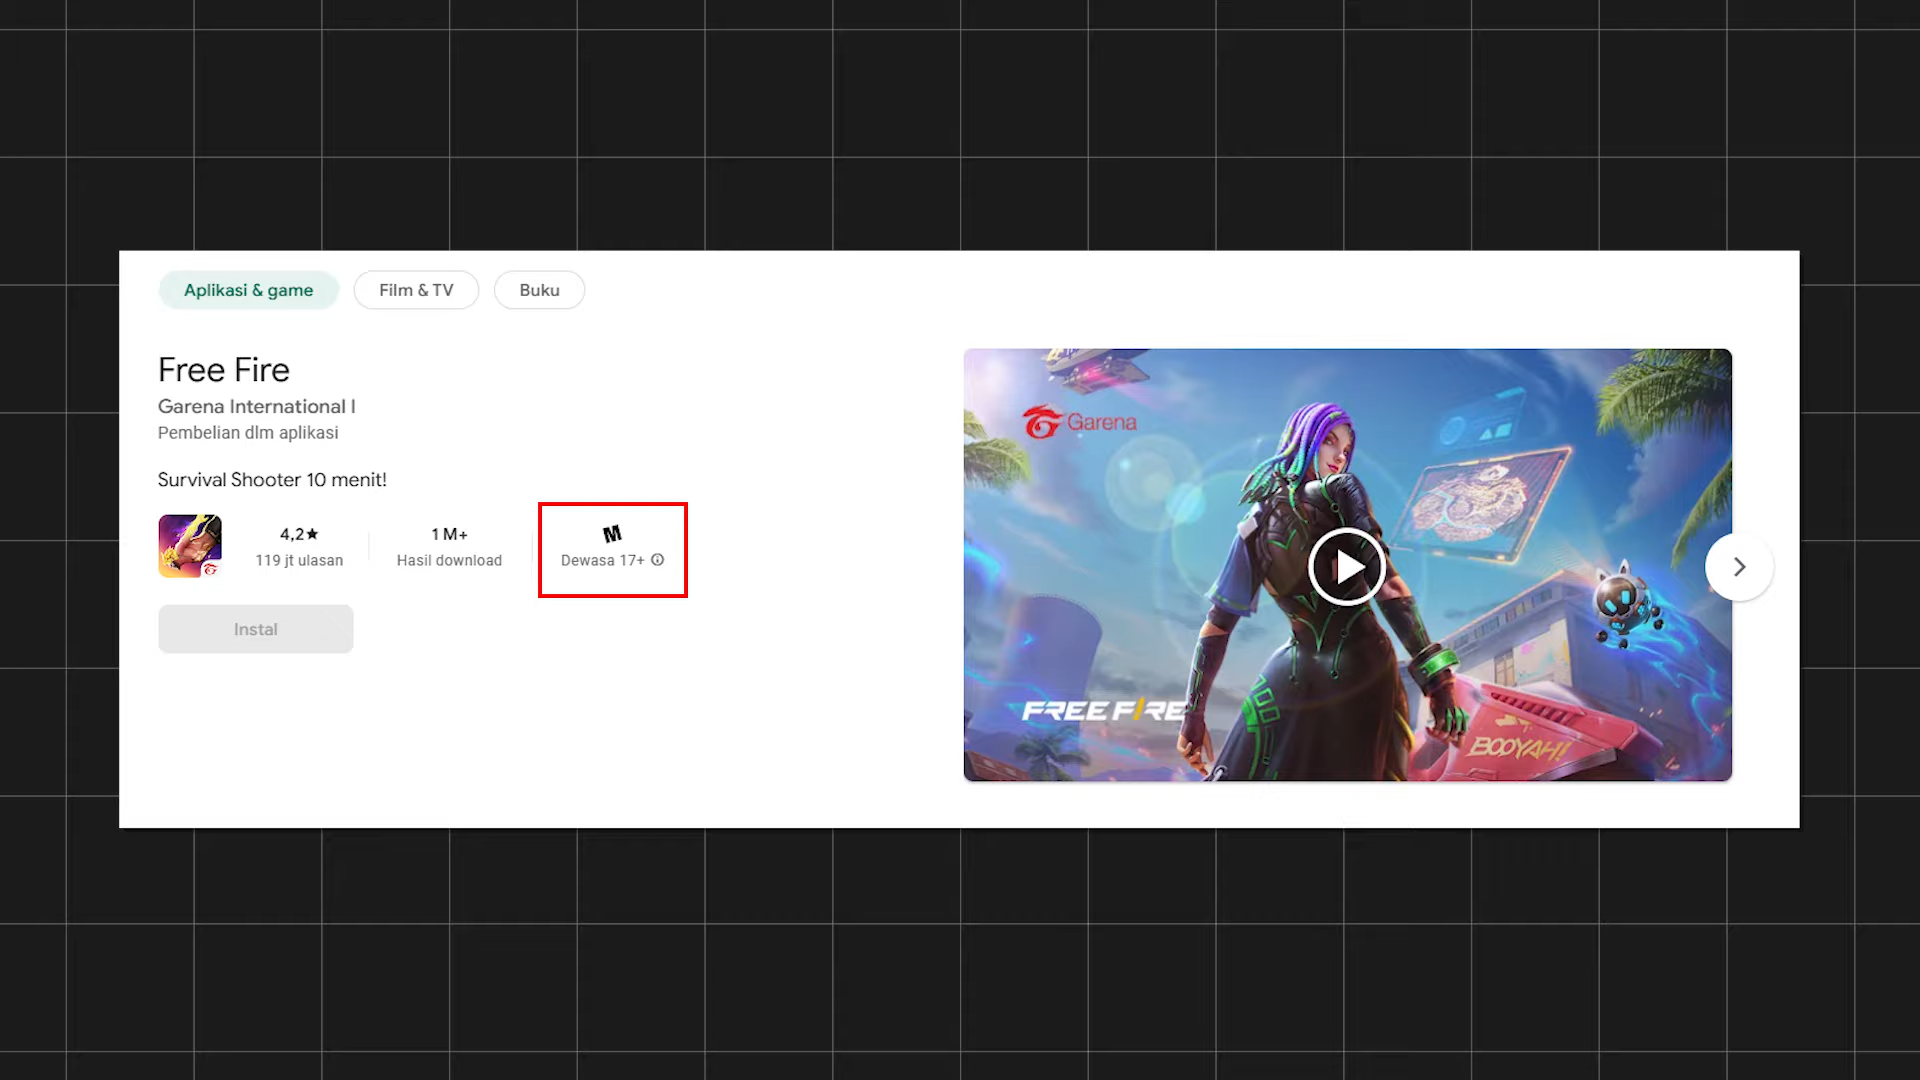 Aplikasi & game
Film & TV
Buku
Free Fire
Garena International I
Pembelian dlm aplikasi
Survival Shooter 10 menit!
4,2★
119 jt ulasan
1 M+
Hasil download
M
Dewasa 17+
Instal
Garena
FREE FIRE
BOOYAH!